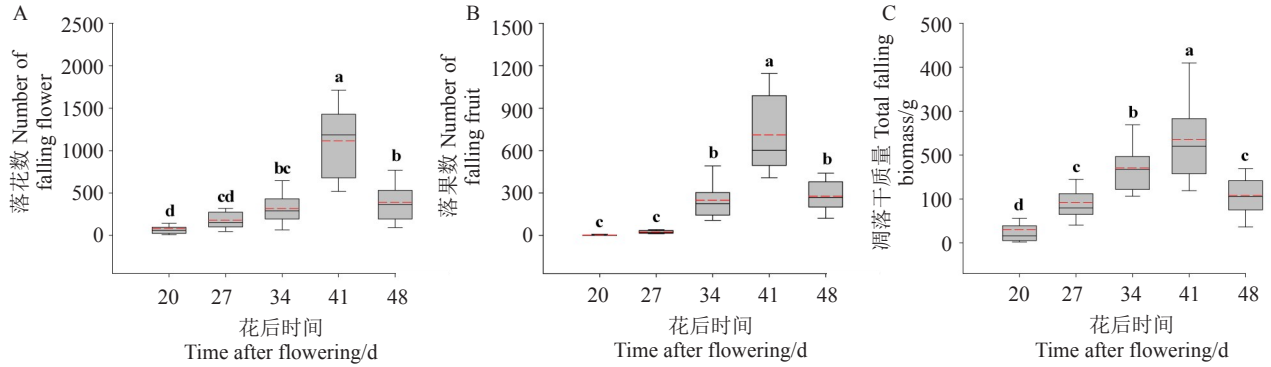 A
落花数 Number of
falling flower
2500
2000
1500
1000
500
0
d
cd
bc
a
b
20 27 34 41 48
花后时间
Time after flowering/d
B
落果数 Number of
falling fruit
1500
1200
900
600
300
0
c
c
b
a
b
20 27 34 41 48
花后时间
Time after flowering/d
C
凋落干质量 Total falling
biomass/g
500
400
300
500
100
0
d
c
b
a
c
20 27 34 41 48
花后时间
Time after flowering/d